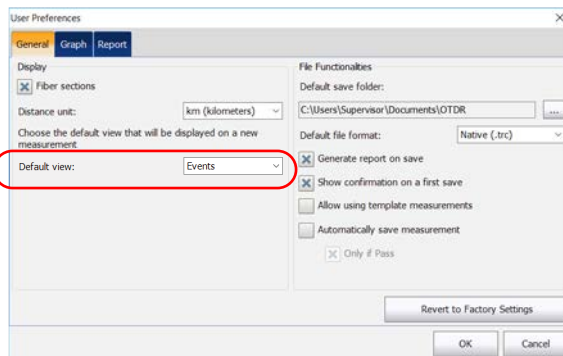 User Preferences
General Graph Report
Display
Fiber sections
Distance unit: km (kilometers)
Choose the default view that will be displayed on a new
measurement
Default view: Events
File Functionalities
Default save folder:
C:\Users\Supervisor\Documents\OTDR ...
Default file format: Native (.trc)
Generate report on save
Show confirmation on a first save
Allow using template measurements
Automatically save measurement
Only if Pass
Revert to Factory Settings
OK Cancel